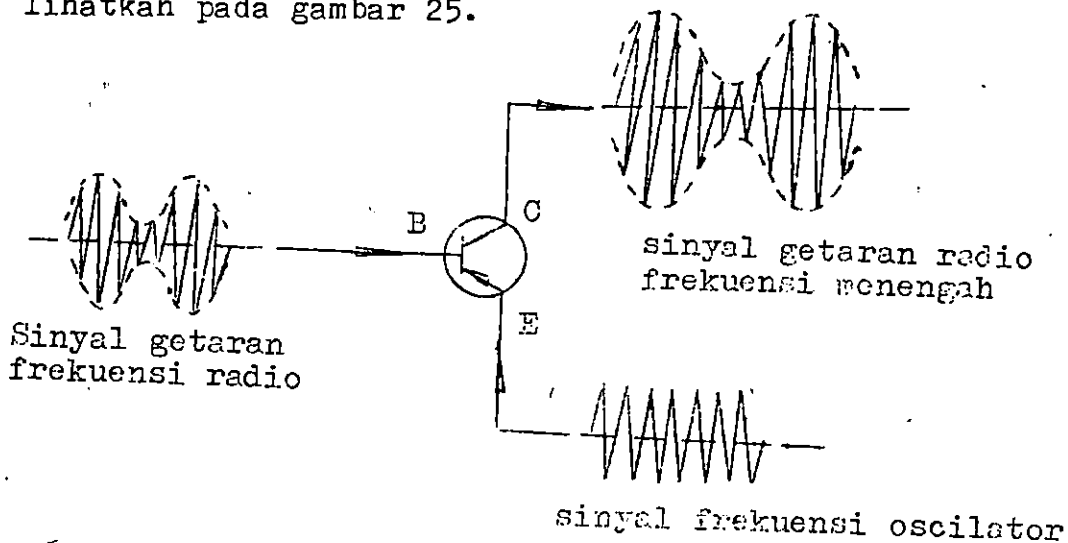 lihatkan pada gambar 25.
B
C
sinyal getaran radio
frekuensi menengah
E
Sinyal getaran
frekuensi radio
sinyal frekuensi oscilator